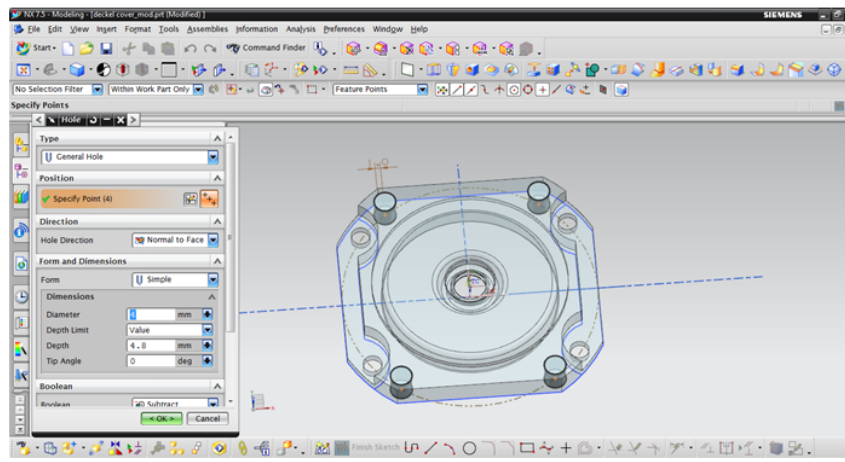 NX 7.5 - Modeling - [deckel cover_mod.prt (Modified) ]
SIEMENS
File Edit View Insert Format Tools Assemblies Information Analysis Preferences Window Help
Start Command Finder
No Selection Filter Within Work Part Only Feature Points
Specify Points
Hole
Type
General Hole
Position
Specify Point (4)
Direction
Hole Direction Normal to Face
Form and Dimensions
Form Simple
Dimensions
Diameter mm
Depth Limit Value
Depth 4.8 mm
Tip Angle 0 deg
Boolean
Boolean Subtract
< OK > Cancel
Finish Sketch